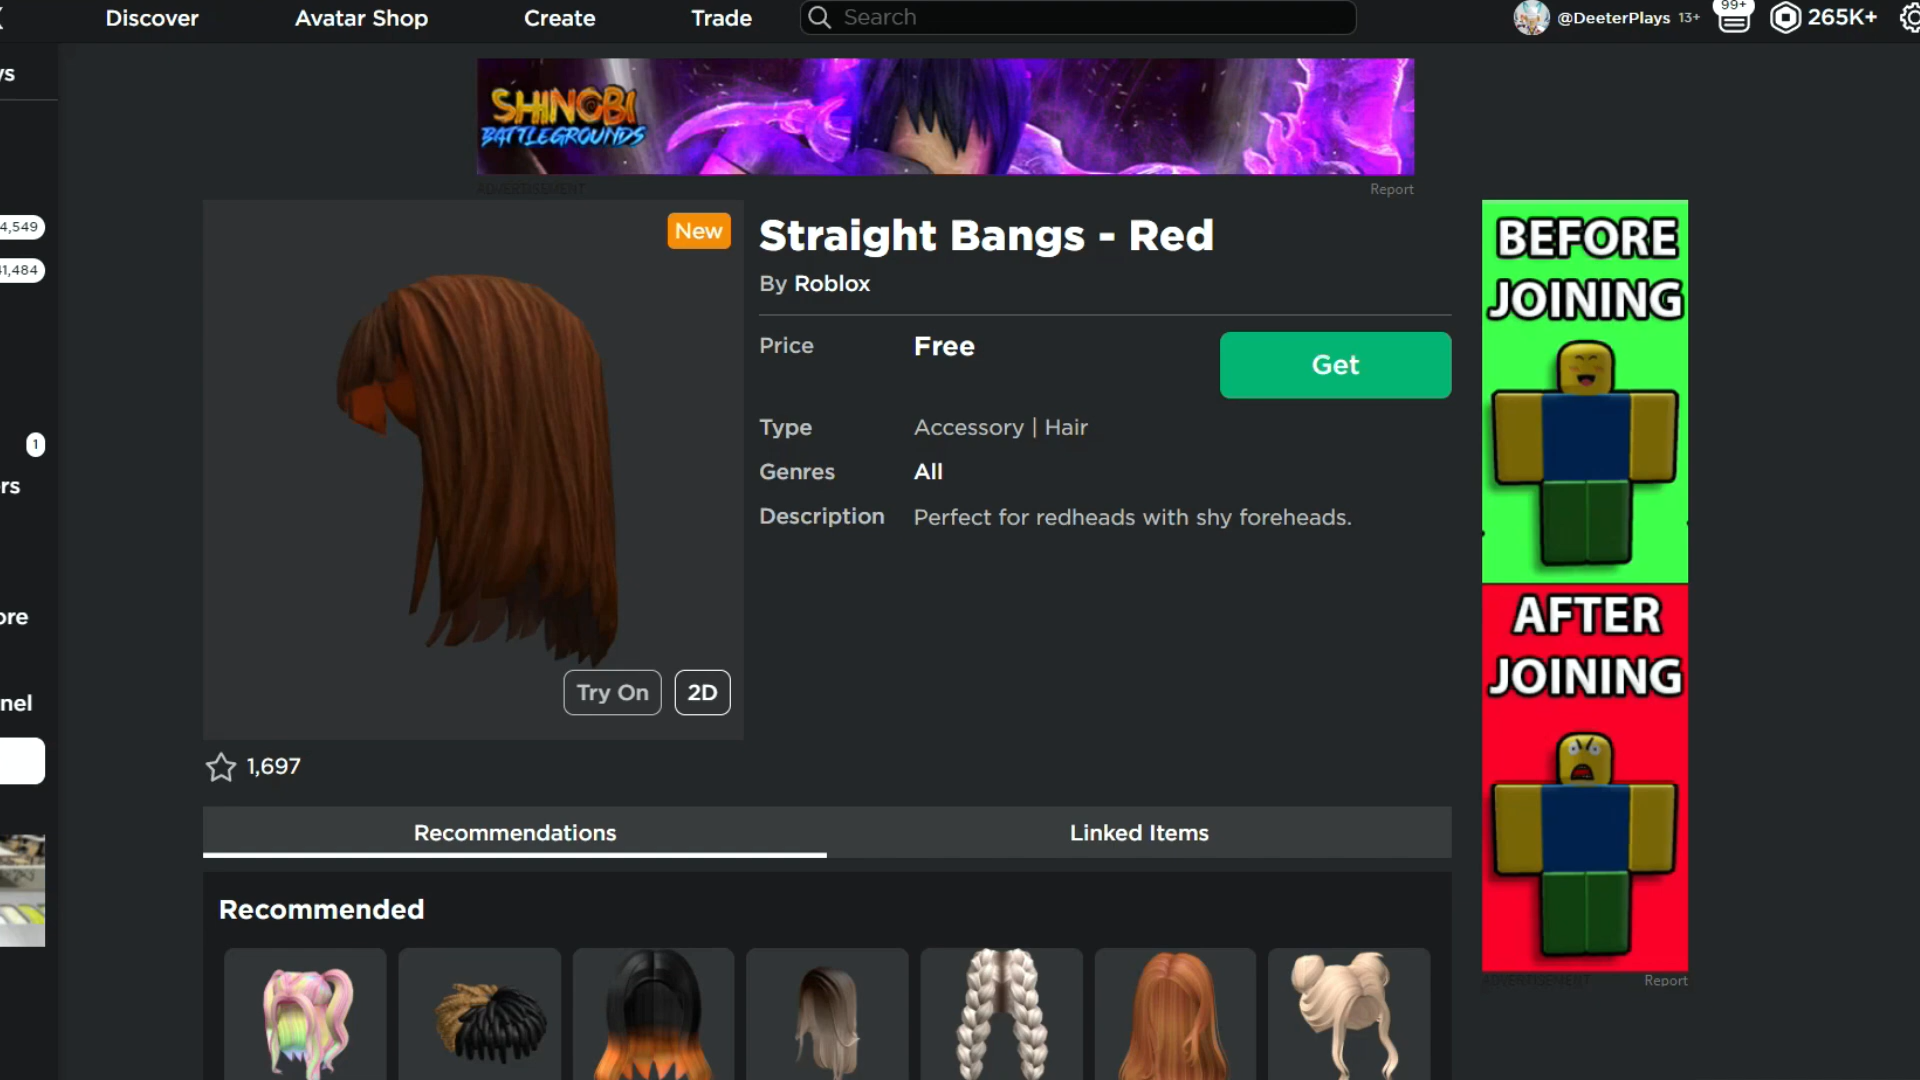 Discover
Avatar Shop
Create
Trade
Search
@DeeterPlays 13+
99+
265K+
SHINOBI
BATTLEGROUNDS
ADVERTISEMENT
Report
4,549
1,484
1
rs
ore
nel
New
Straight Bangs - Red
By Roblox
Price
Free
Get
Type
Accessory | Hair
Genres
All
Description
Perfect for redheads with shy foreheads.
Try On
2D
1,697
Recommendations
Linked Items
Recommended
BEFORE
JOINING
AFTER
JOINING
ADVERTISEMENT
Report